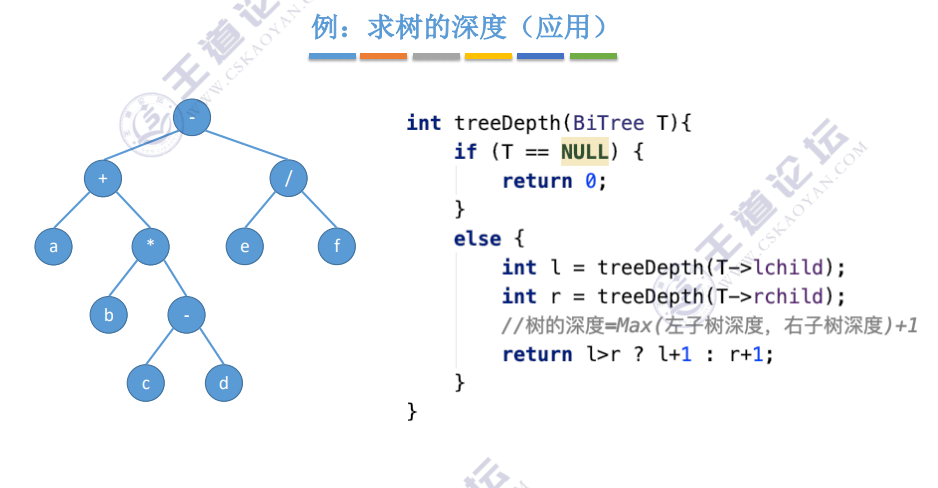 例：求树的深度（应用）
王道论坛
WWW.CSKAOYAN.COM
-
+
/
a
*
e
f
b
-
c
d
int treeDepth(BiTree T){
if (T == NULL) {
return 0;
}
else {
int l = treeDepth(T->lchild);
int r = treeDepth(T->rchild);
//树的深度=Max(左子树深度，右子树深度)+1
return l>r ? l+1 : r+1;
}
}
王道论坛
WWW.CSKAOYAN.COM
坛